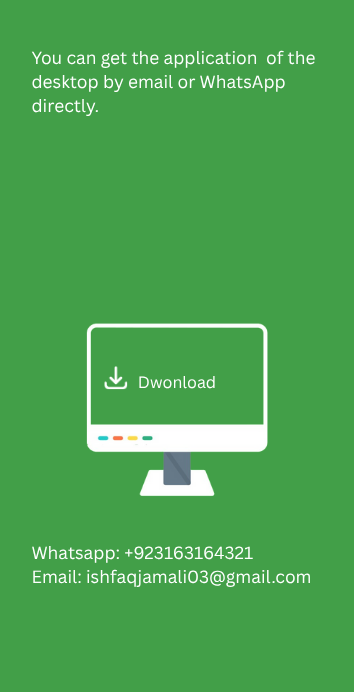 You can get the application  of the
desktop by email or WhatsApp
directly.
Dwonload
Whatsapp: +923163164321
Email: ishfaqjamali03@gmail.com